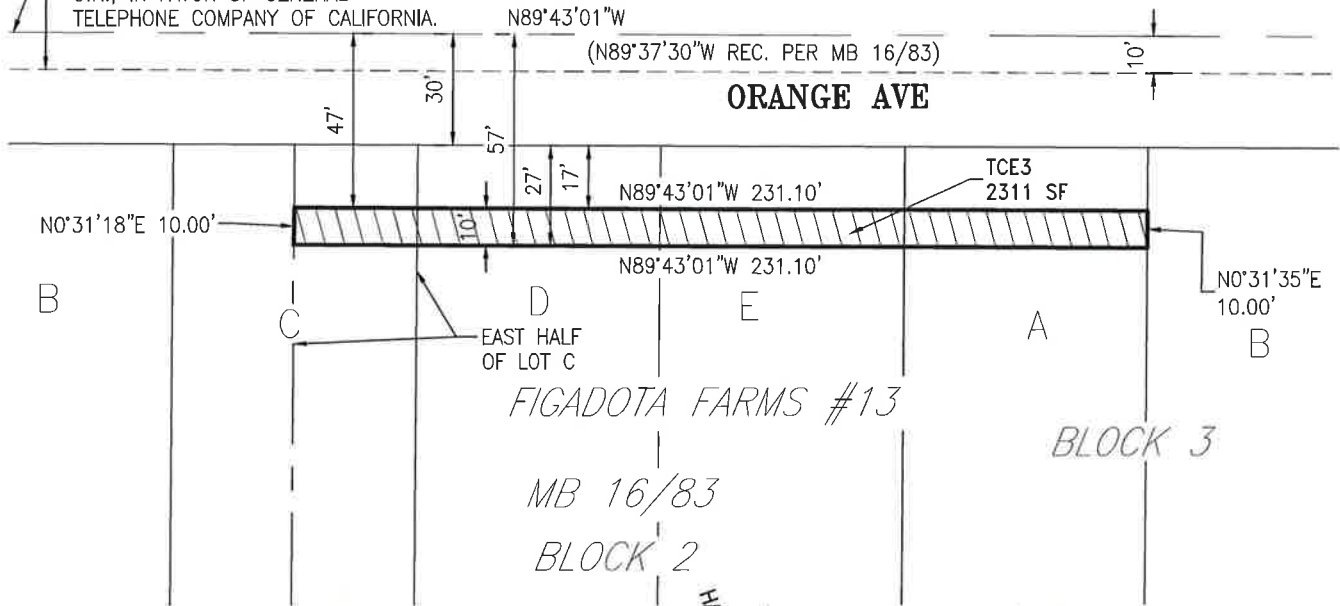 TELEPHONE COMPANY OF CALIFORNIA.
N89°43'01"W
(N89°37'30"W REC. PER MB 16/83)
10'
ORANGE AVE
47'
30'
57'
27'
17'
10'
N89°43'01"W 231.10'
TCE3
2311 SF
N0°31'18"E 10.00'
N89°43'01"W 231.10'
N0°31'35"E
10.00'
B
C
D
E
A
B
EAST HALF
OF LOT C
FIGADOTA FARMS #13
BLOCK 3
MB 16/83
BLOCK 2